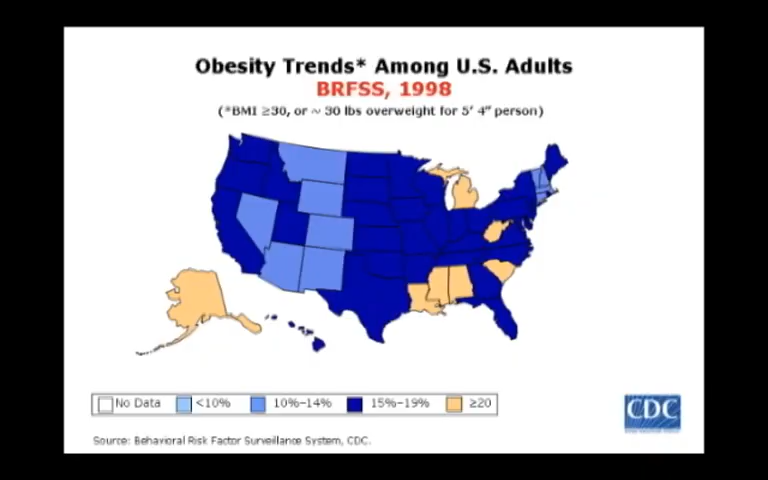 Obesity Trends* Among U.S. Adults
BRFSS, 1998
(*BMI ≥30, or ~ 30 lbs overweight for 5' 4" person)
No Data <10% 10%–14% 15%–19% ≥20
CDC
Source: Behavioral Risk Factor Surveillance System, CDC.